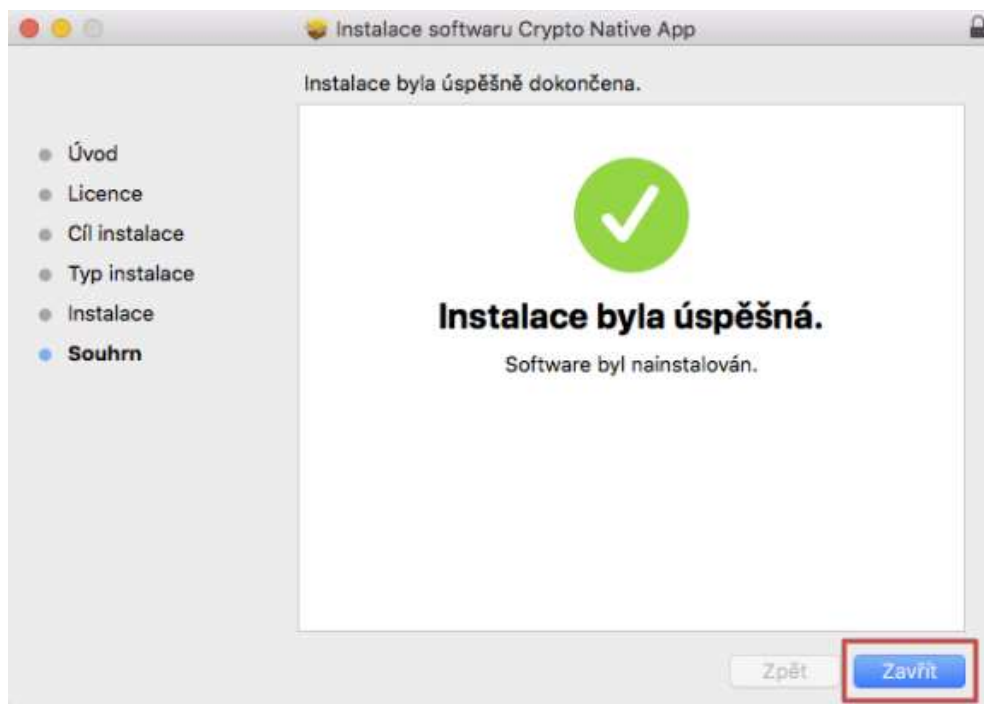 Instalace softwaru Crypto Native App
Instalace byla úspěšně dokončena.
Úvod
Licence
Cíl instalace
Typ instalace
Instalace
Souhrn
Instalace byla úspěšná.
Software byl nainstalován.
Zpět
Zavřít